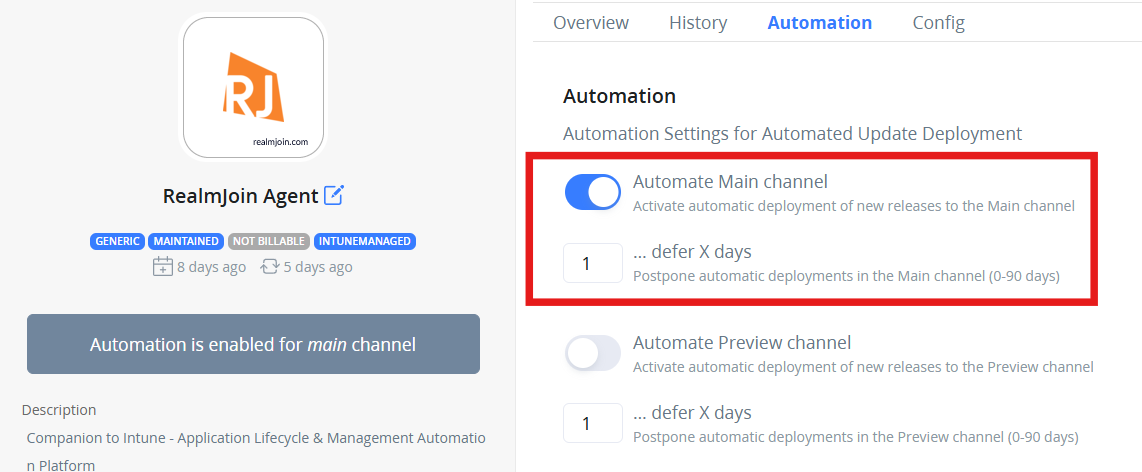 RJ
realmjoin.com
RealmJoin Agent
GENERIC MAINTAINED NOT BILLABLE INTUNEMANAGED
8 days ago 5 days ago
Automation is enabled for main channel
Description
Companion to Intune - Application Lifecycle & Management Automatio
n Platform
Overview History Automation Config
Automation
Automation Settings for Automated Update Deployment
Automate Main channel
Activate automatic deployment of new releases to the Main channel
1 ... defer X days
Postpone automatic deployments in the Main channel (0-90 days)
Automate Preview channel
Activate automatic deployment of new releases to the Preview channel
1 ... defer X days
Postpone automatic deployments in the Preview channel (0-90 days)